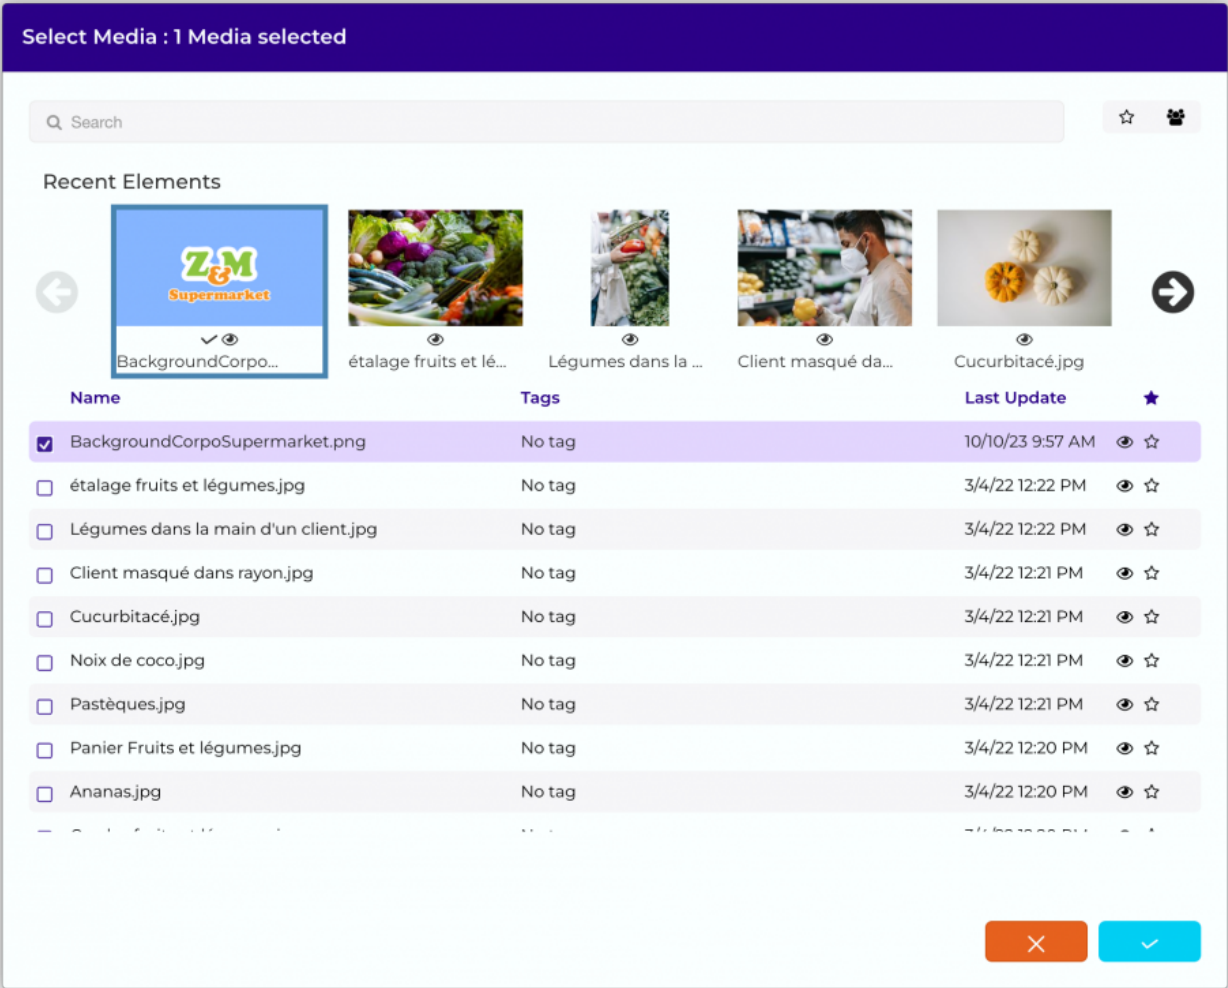 Select Media : 1 Media selected
Search
Recent Elements
Z&M
Supermarket
BackgroundCorpo...
étalage fruits et lé...
Légumes dans la ...
Client masqué da...
Cucurbitacé.jpg
Name Tags Last Update
BackgroundCorpoSupermarket.png No tag 10/10/23 9:57 AM
étalage fruits et légumes.jpg No tag 3/4/22 12:22 PM
Légumes dans la main d'un client.jpg No tag 3/4/22 12:22 PM
Client masqué dans rayon.jpg No tag 3/4/22 12:21 PM
Cucurbitacé.jpg No tag 3/4/22 12:21 PM
Noix de coco.jpg No tag 3/4/22 12:21 PM
Pastèques.jpg No tag 3/4/22 12:21 PM
Panier Fruits et légumes.jpg No tag 3/4/22 12:20 PM
Ananas.jpg No tag 3/4/22 12:20 PM